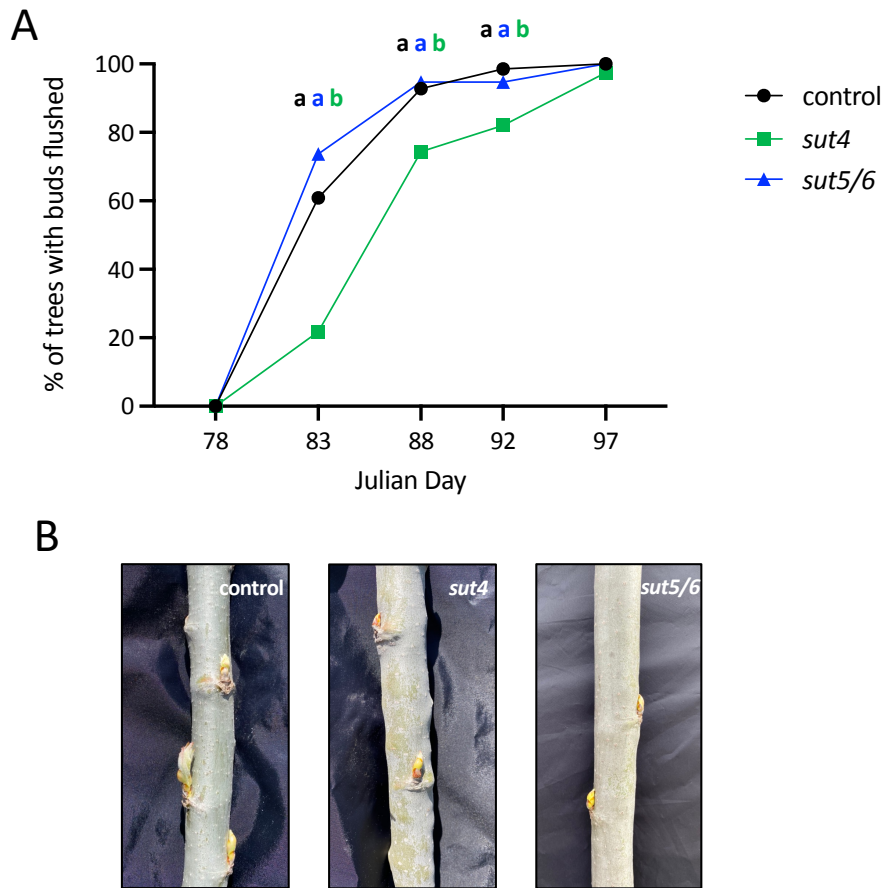 A
a a b
a a b
a a b
100
80
60
40
20
0
% of trees with buds flushed
78 83 88 92 97
Julian Day
control
sut4
sut5/6
B
control
sut4
sut5/6